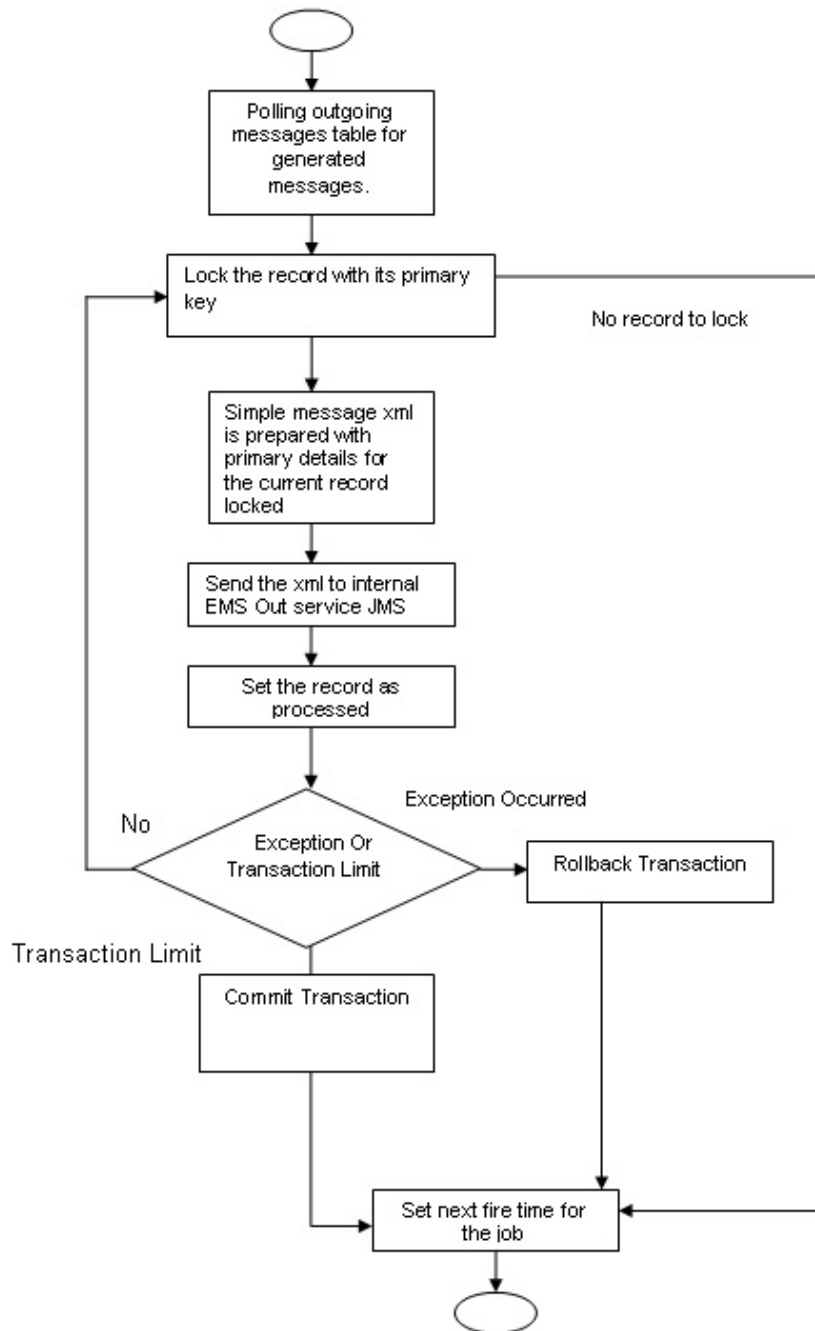 Polling outgoing
messages table for
generated
messages.
Lock the record with its primary
key
No record to lock
Simple message xml
is prepared with
primary details for
the current record
locked
Send the xml to internal
EMS Out service JMS
Set the record as
processed
Exception Occurred
No
Exception Or
Transaction Limit
Rollback Transaction
Transaction Limit
Commit Transaction
Set next fire time for
the job